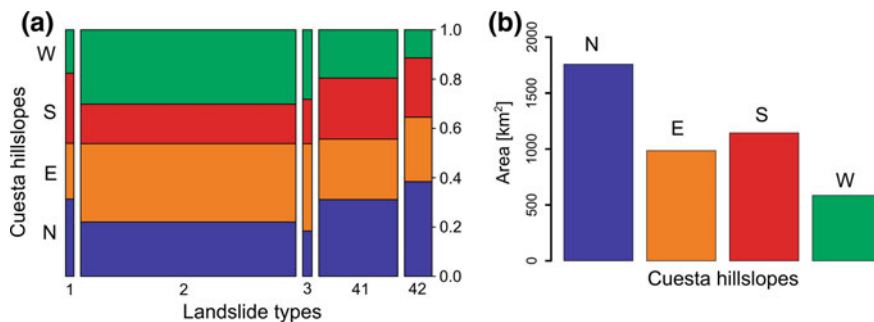 (a)
Cuesta hillslopes
W
S
E
N
1.0
0.8
0.6
0.4
0.2
0.0
1 2 3 41 42
Landslide types
(b)
Area [km²]
2000
1500
1000
500
0
N
E
S
W
Cuesta hillslopes